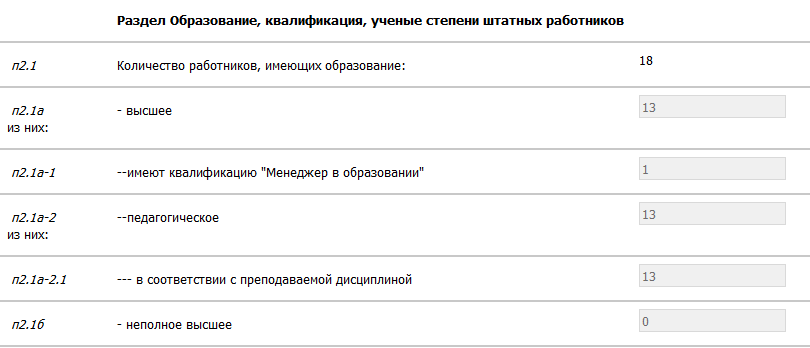 Раздел Образование, квалификация, ученые степени штатных работников
п2.1 Количество работников, имеющих образование: 18
п2.1а - высшее 13
из них:
п2.1а-1 --имеют квалификацию "Менеджер в образовании" 1
п2.1а-2 --педагогическое 13
из них:
п2.1а-2.1 --- в соответствии с преподаваемой дисциплиной 13
п2.1б - неполное высшее 0